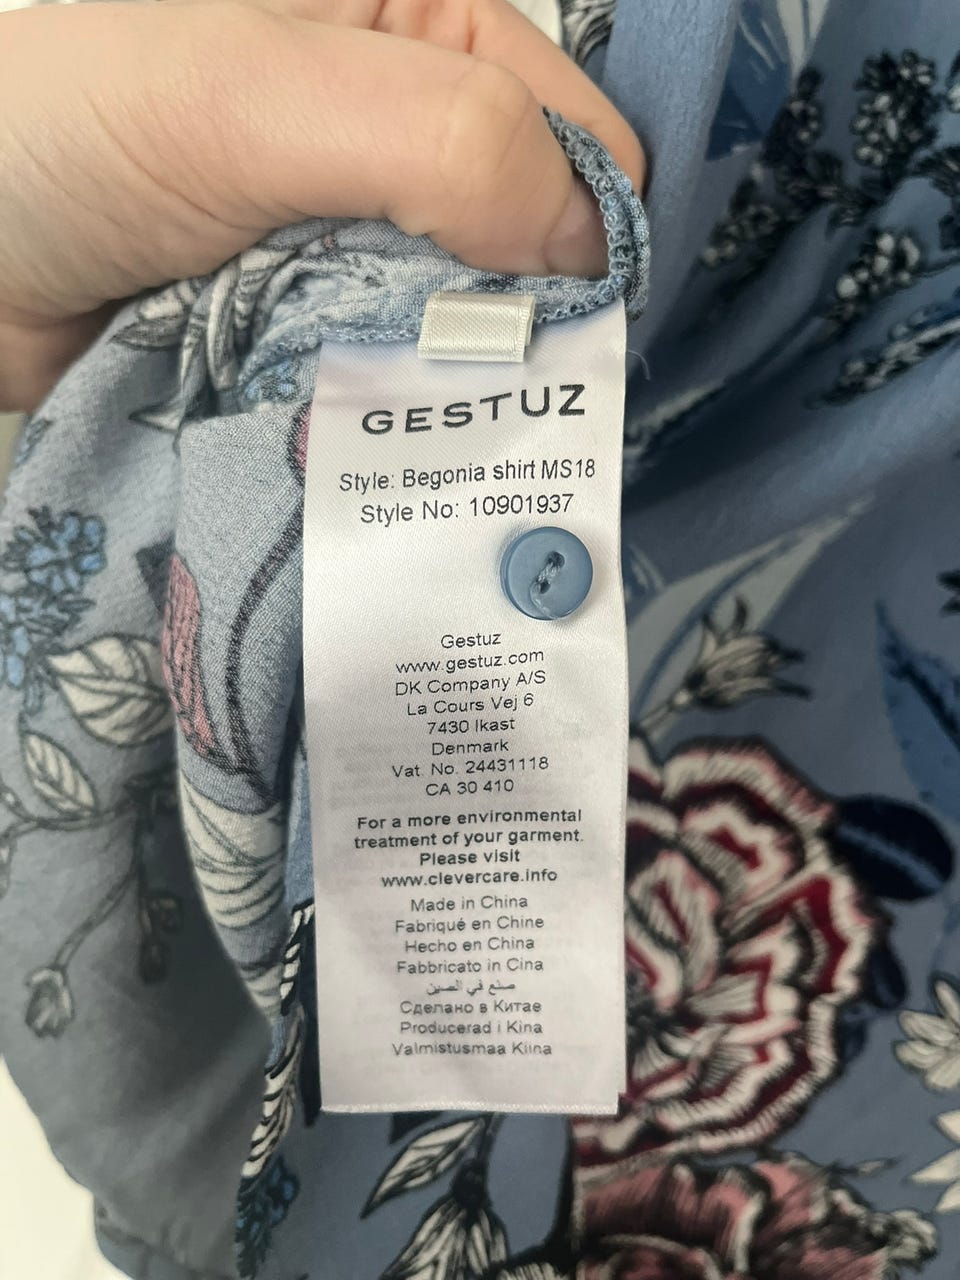 GESTUZ
Style: Begonia shirt MS18
Style No: 10901937
Gestuz
www.gestuz.com
DK Company A/S
La Cours Vej 6
7430 Ikast
Denmark
Vat. No. 24431118
CA 30 410
For a more environmental
treatment of your garment.
Please visit
www.clevercare.info
Made in China
Fabriqué en Chine
Hecho en China
Fabbricato in Cina
صنع في الصين
Сделано в Китае
Producerad i Kina
Valmistusmaa Kiina